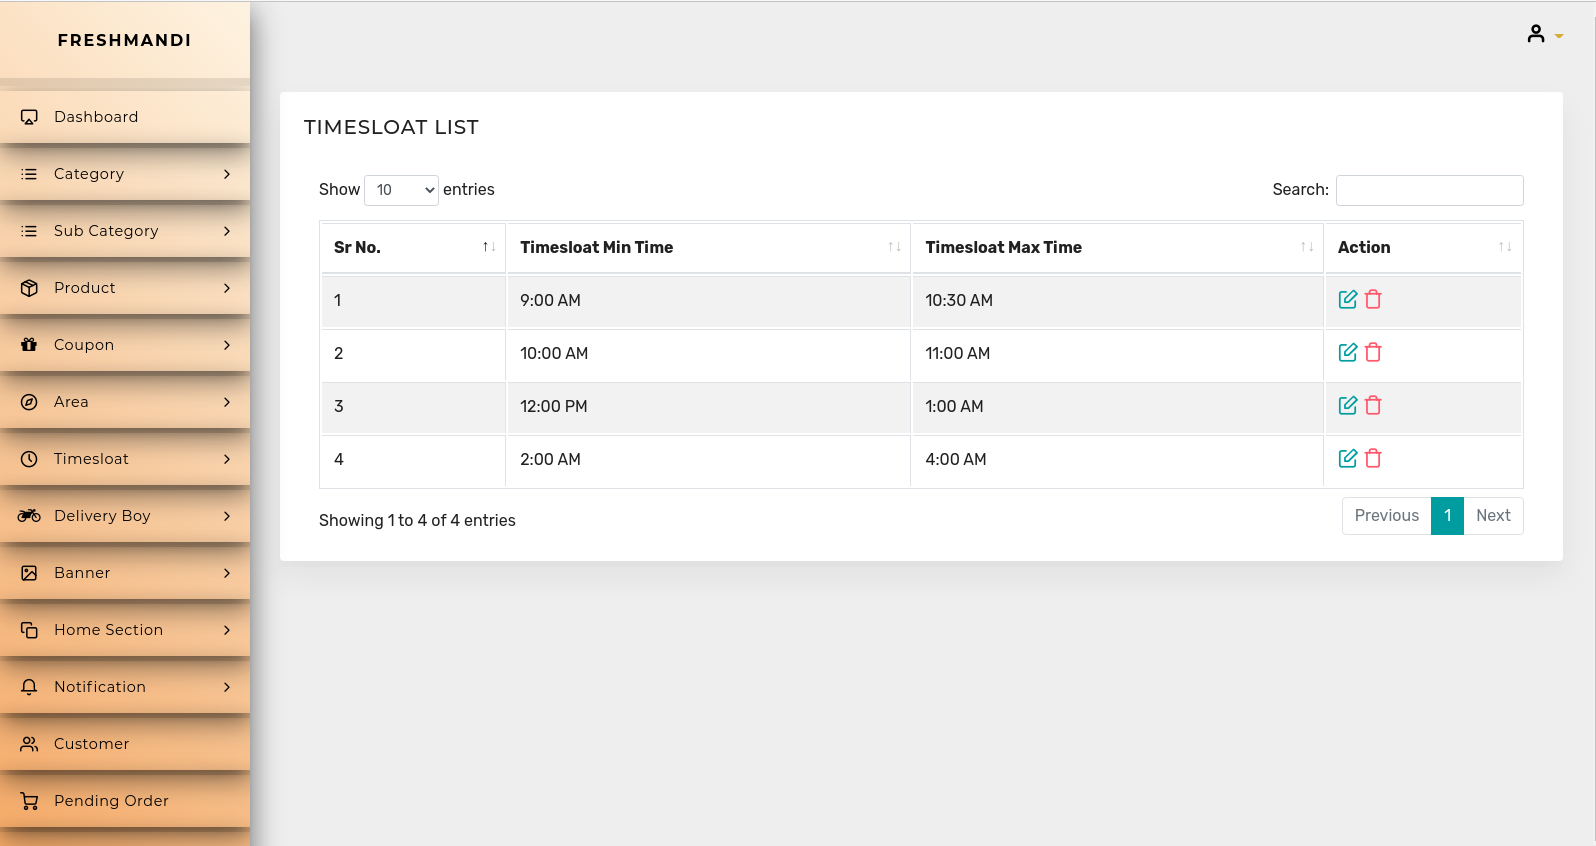 FRESHMANDI
Dashboard
Category
Sub Category
Product
Coupon
Area
Timesloat
Delivery Boy
Banner
Home Section
Notification
Customer
Pending Order
TIMESLOAT LIST
Show 10 entries Search:
Sr No. Timesloat Min Time Timesloat Max Time Action
1 9:00 AM 10:30 AM
2 10:00 AM 11:00 AM
3 12:00 PM 1:00 AM
4 2:00 AM 4:00 AM
Showing 1 to 4 of 4 entries Previous 1 Next